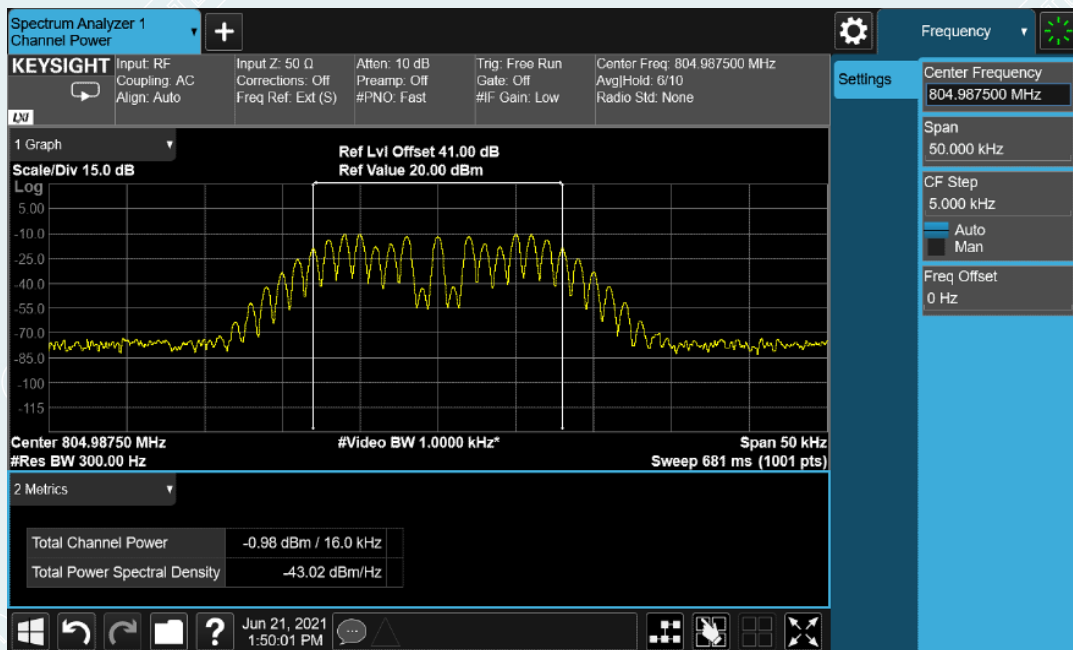 Spectrum Analyzer 1
Channel Power
+
Frequency
KEYSIGHT
LXI
Input: RF
Coupling: AC
Align: Auto
Input Z: 50 Ω
Corrections: Off
Freq Ref: Ext (S)
Atten: 10 dB
Preamp: Off
#PNO: Fast
Trig: Free Run
Gate: Off
#IF Gain: Low
Center Freq: 804.987500 MHz
Avg|Hold: 6/10
Radio Std: None
Settings
Center Frequency
804.987500 MHz
Span
50.000 kHz
CF Step
5.000 kHz
Auto
Man
Freq Offset
0 Hz
1 Graph
Scale/Div 15.0 dB
Ref Lvl Offset 41.00 dB
Ref Value 20.00 dBm
Log
5.00
-10.0
-25.0
-40.0
-55.0
-70.0
-85.0
-100
-115
Center 804.98750 MHz
#Video BW 1.0000 kHz*
Span 50 kHz
#Res BW 300.00 Hz
Sweep 681 ms (1001 pts)
2 Metrics
Total Channel Power -0.98 dBm / 16.0 kHz
Total Power Spectral Density -43.02 dBm/Hz
?
Jun 21, 2021
1:50:01 PM